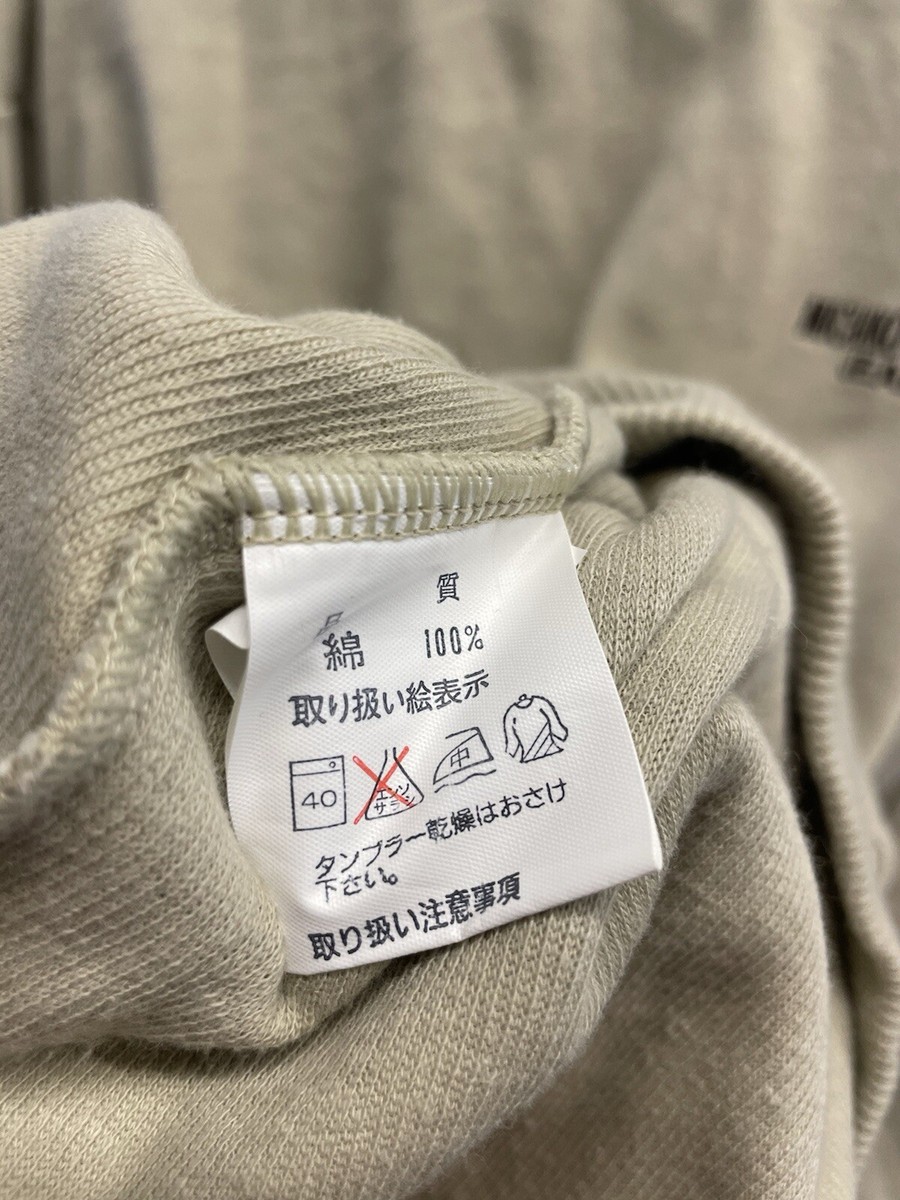 品 質
綿 100%
取り扱い絵表示
40 エンソサラシ 中
タンブラー乾燥はおさけ
下さい。
取り扱い注意事項